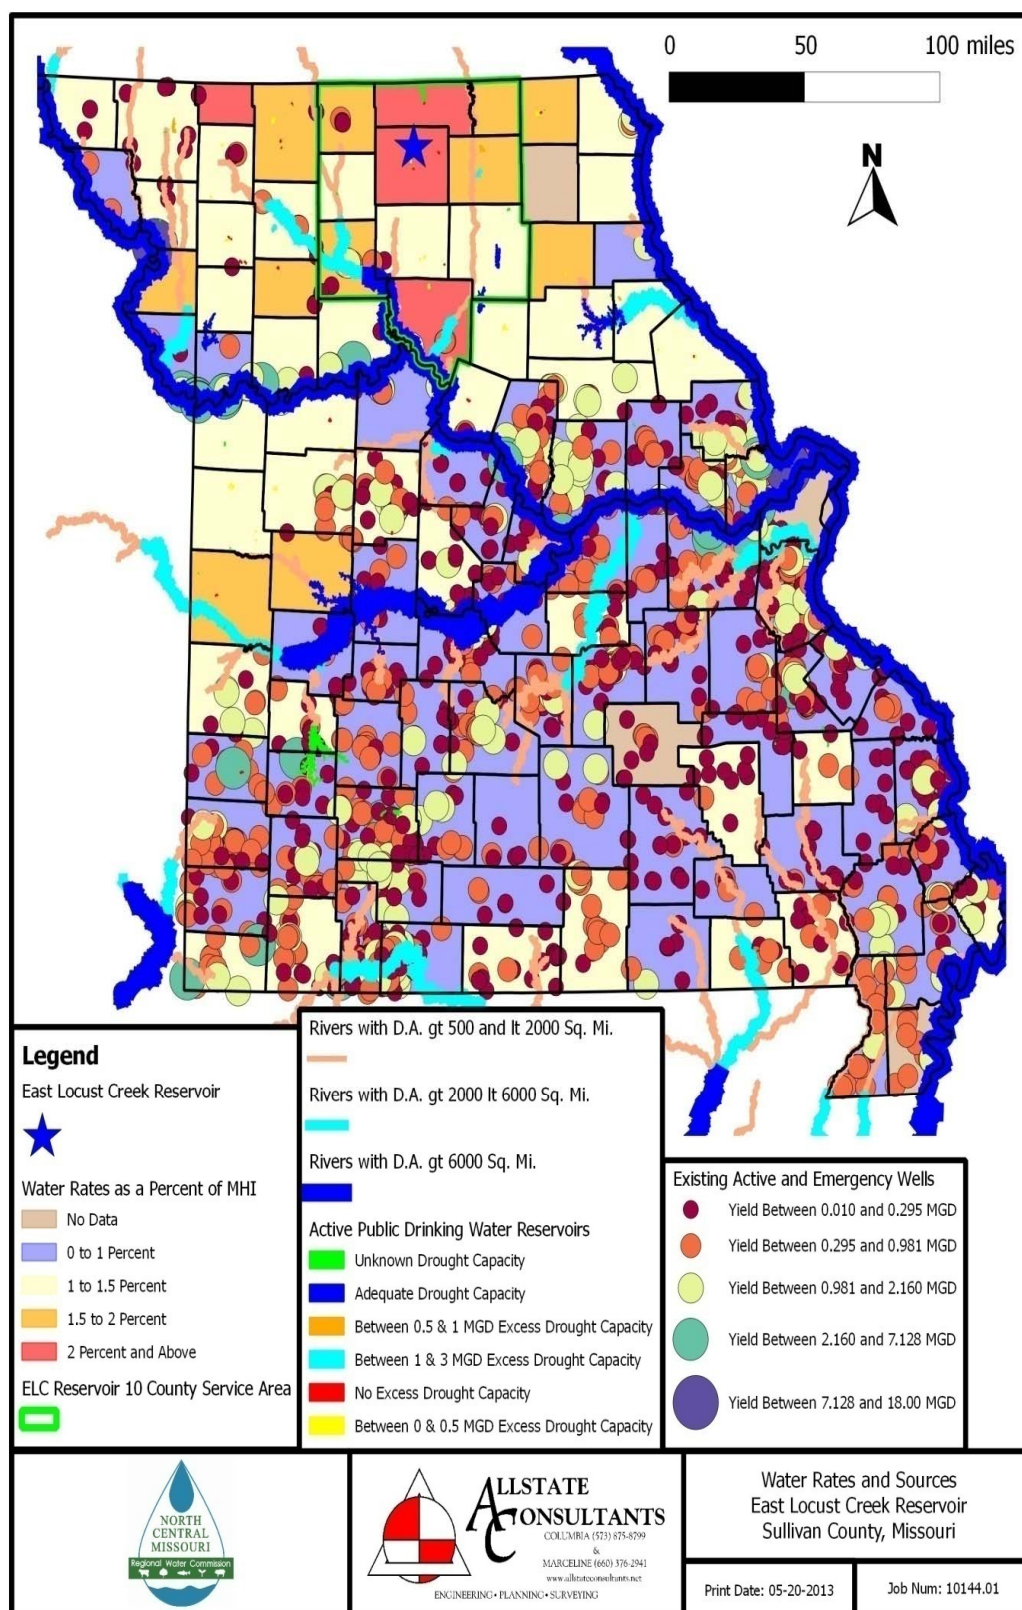 0 50 100 miles
N
Legend
East Locust Creek Reservoir
Water Rates as a Percent of MHI
No Data
0 to 1 Percent
1 to 1.5 Percent
1.5 to 2 Percent
2 Percent and Above
ELC Reservoir 10 County Service Area
Rivers with D.A. gt 500 and lt 2000 Sq. Mi.
Rivers with D.A. gt 2000 lt 6000 Sq. Mi.
Rivers with D.A. gt 6000 Sq. Mi.
Active Public Drinking Water Reservoirs
Unknown Drought Capacity
Adequate Drought Capacity
Between 0.5 & 1 MGD Excess Drought Capacity
Between 1 & 3 MGD Excess Drought Capacity
No Excess Drought Capacity
Between 0 & 0.5 MGD Excess Drought Capacity
Existing Active and Emergency Wells
Yield Between 0.010 and 0.295 MGD
Yield Between 0.295 and 0.981 MGD
Yield Between 0.981 and 2.160 MGD
Yield Between 2.160 and 7.128 MGD
Yield Between 7.128 and 18.00 MGD
NORTH
CENTRAL
MISSOURI
Regional Water Commission
ALLSTATE
CONSULTANTS
COLUMBIA (573) 875-8799
&
MARCELINE (660) 376-2941
www.allstateconsultants.net
ENGINEERING • PLANNING • SURVEYING
Water Rates and Sources
East Locust Creek Reservoir
Sullivan County, Missouri
Print Date: 05-20-2013
Job Num: 10144.01